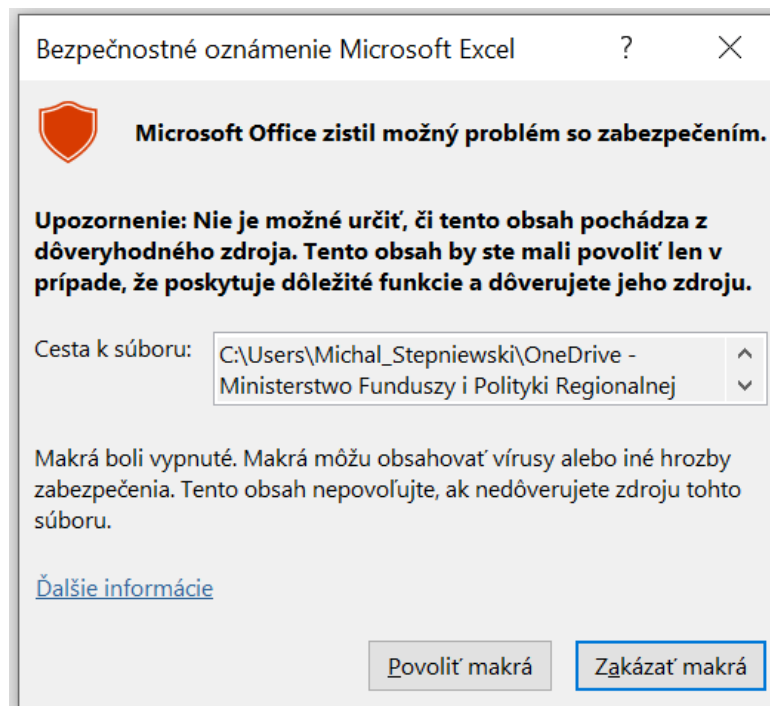 Bezpečnostné oznámenie Microsoft Excel ?
Microsoft Office zistil možný problém so zabezpečením.
Upozornenie: Nie je možné určiť, či tento obsah pochádza z
dôveryhodného zdroja. Tento obsah by ste mali povoliť len v
prípade, že poskytuje dôležité funkcie a dôverujete jeho zdroju.
Cesta k súboru: C:\Users\Michal_Stepniewski\OneDrive -
Ministerstwo Funduszy i Polityki Regionalnej
Makrá boli vypnuté. Makrá môžu obsahovať vírusy alebo iné hrozby
zabezpečenia. Tento obsah nepovoľujte, ak nedôverujete zdroju tohto
súboru.
Ďalšie informácie
Povoliť makrá Zakázať makrá